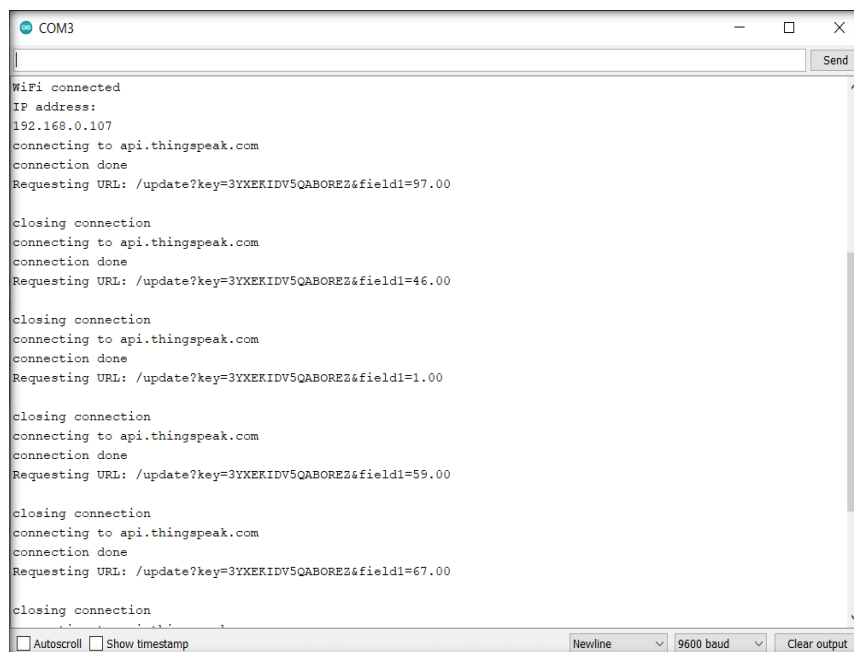 COM3
Send
WiFi connected
IP address:
192.168.0.107
connecting to api.thingspeak.com
connection done
Requesting URL: /update?key=3YXEKIDV5QABOREZ&field1=97.00
closing connection
connecting to api.thingspeak.com
connection done
Requesting URL: /update?key=3YXEKIDV5QABOREZ&field1=46.00
closing connection
connecting to api.thingspeak.com
connection done
Requesting URL: /update?key=3YXEKIDV5QABOREZ&field1=1.00
closing connection
connecting to api.thingspeak.com
connection done
Requesting URL: /update?key=3YXEKIDV5QABOREZ&field1=59.00
closing connection
connecting to api.thingspeak.com
connection done
Requesting URL: /update?key=3YXEKIDV5QABOREZ&field1=67.00
closing connection
Autoscroll Show timestamp Newline 9600 baud Clear output